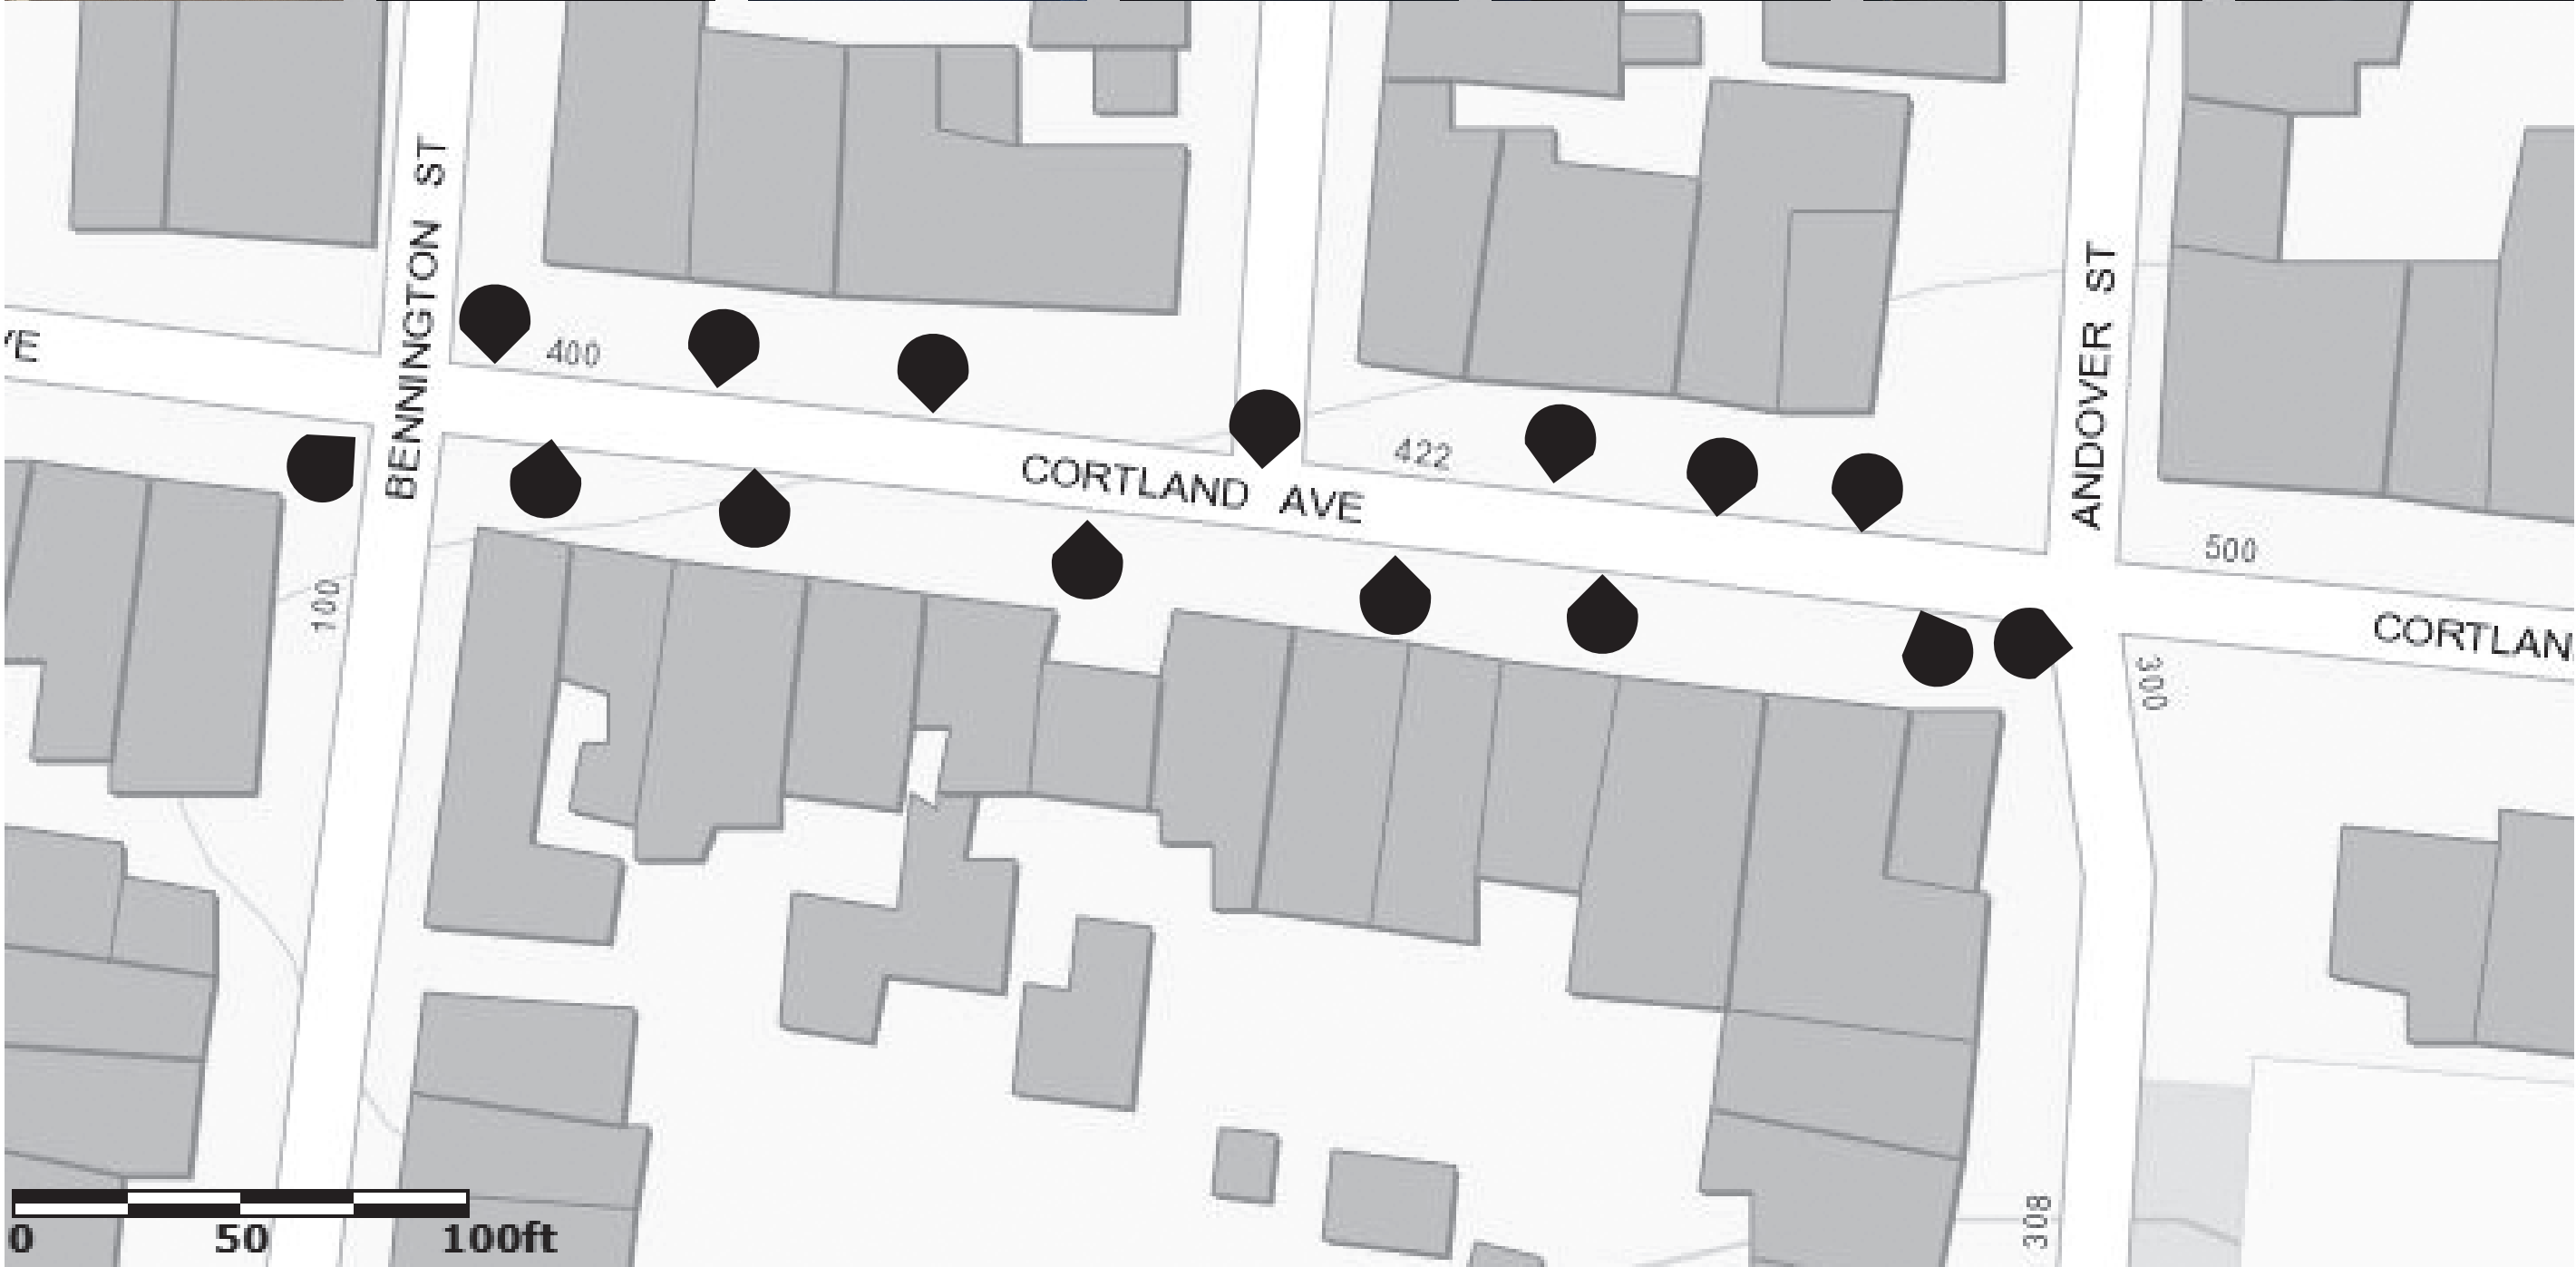 BENNINGTON ST
ANDOVER ST
VE
400
CORTLAND AVE
422
500
CORTLAN
100
300
308
0 50 100ft